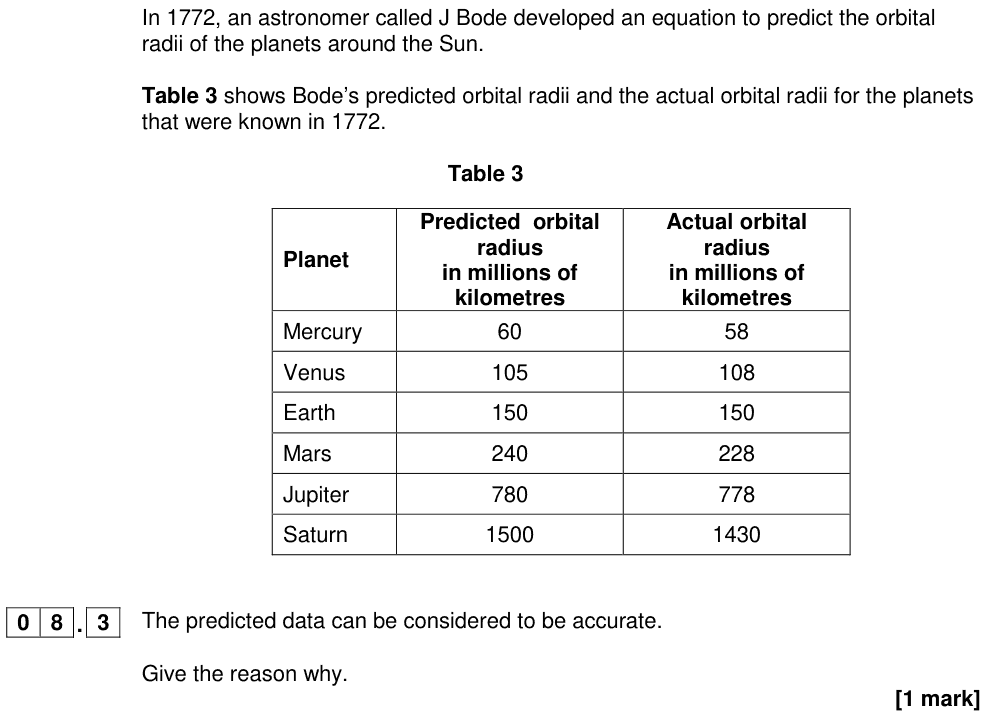 In 1772, an astronomer called J Bode developed an equation to predict the orbital
radii of the planets around the Sun.
Table 3 shows Bode's predicted orbital radii and the actual orbital radii for the planets
that were known in 1772.
Table 3
Planet
Predicted orbital
radius
in millions of
kilometres
Actual orbital
radius
in millions of
kilometres
Mercury 60 58
Venus 105 108
Earth 150 150
Mars 240 228
Jupiter 780 778
Saturn 1500 1430
0 8 . 3 The predicted data can be considered to be accurate.
Give the reason why.
[1 mark]